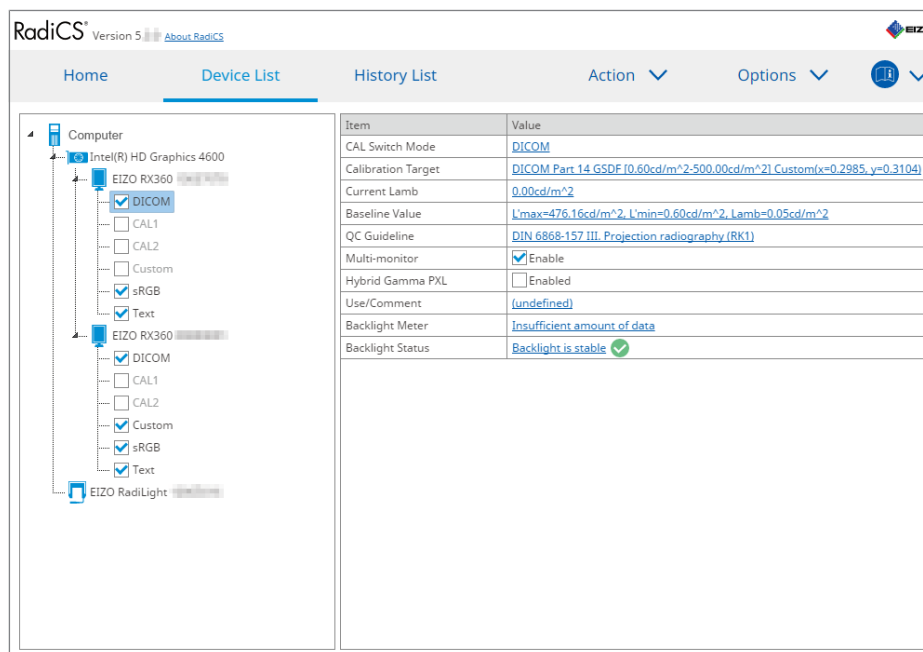 RadiCS® Version 5. About RadiCS
EIZ
Home Device List History List Action Options
Computer
Intel(R) HD Graphics 4600
EIZO RX360
DICOM
CAL1
CAL2
Custom
sRGB
Text
EIZO RX360
DICOM
CAL1
CAL2
Custom
sRGB
Text
EIZO RadiLight
Item Value
CAL Switch Mode DICOM
Calibration Target DICOM Part 14 GSDF [0.60cd/m^2-500.00cd/m^2] Custom(x=0.2985, y=0.3104)
Current Lamb 0.00cd/m^2
Baseline Value L'max=476.16cd/m^2, L'min=0.60cd/m^2, Lamb=0.05cd/m^2
QC Guideline DIN 6868-157 III. Projection radiography (RK1)
Multi-monitor Enable
Hybrid Gamma PXL Enabled
Use/Comment (undefined)
Backlight Meter Insufficient amount of data
Backlight Status Backlight is stable